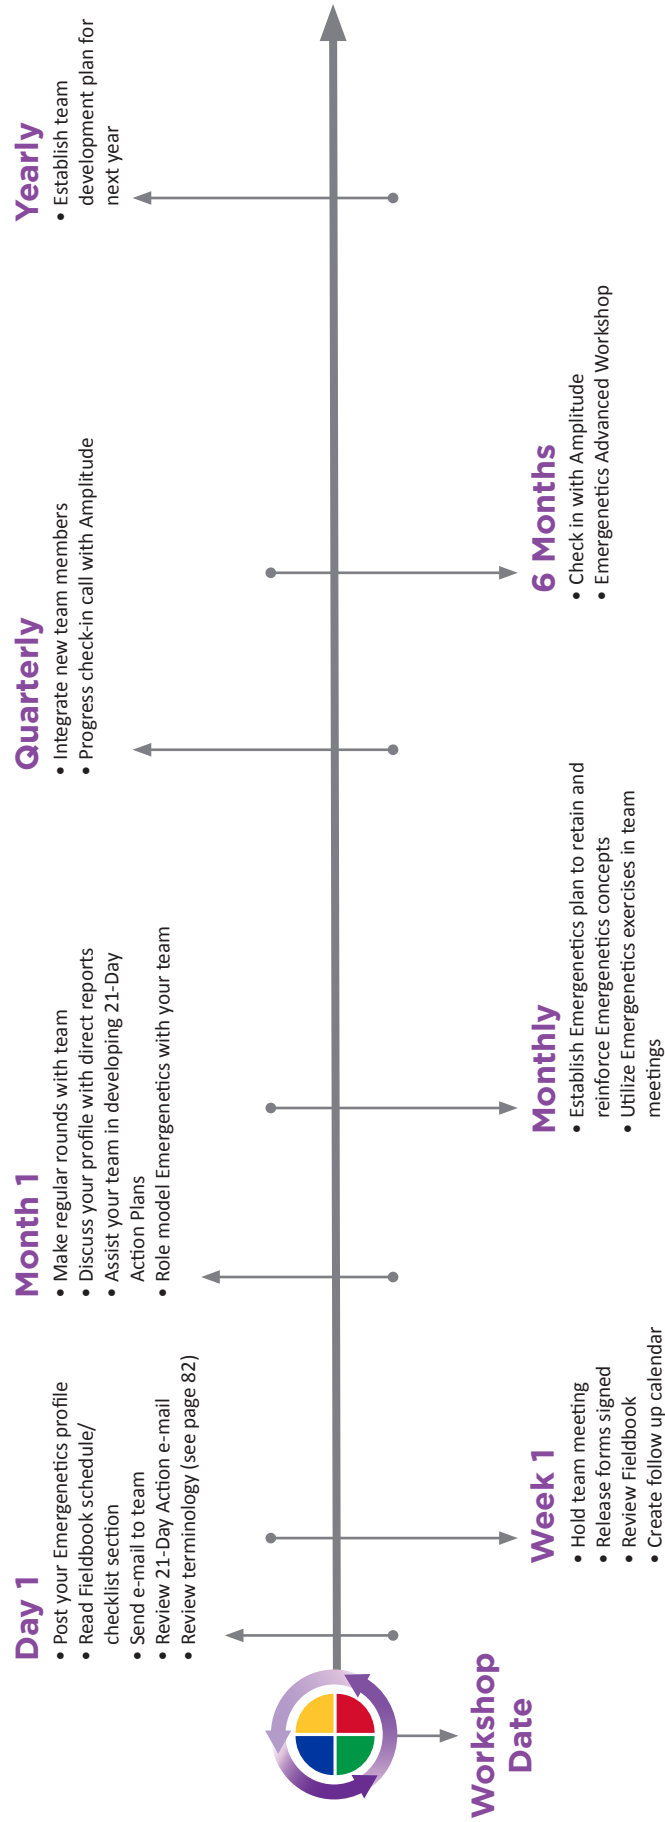 Workshop
Date
Day 1
• Post your Emergenetics profile
• Read Fieldbook schedule/
checklist section
• Send e-mail to team
• Review 21-Day Action e-mail
• Review terminology (see page 82)
Week 1
• Hold team meeting
• Release forms signed
• Review Fieldbook
• Create follow up calendar
Month 1
• Make regular rounds with team
• Discuss your profile with direct reports
• Assist your team in developing 21-Day
Action Plans
• Role model Emergenetics with your team
Monthly
• Establish Emergenetics plan to retain and
reinforce Emergenetics concepts
• Utilize Emergenetics exercises in team
meetings
Quarterly
• Integrate new team members
• Progress check-in call with Amplitude
6 Months
• Check in with Amplitude
• Emergenetics Advanced Workshop
Yearly
• Establish team
development plan for
next year